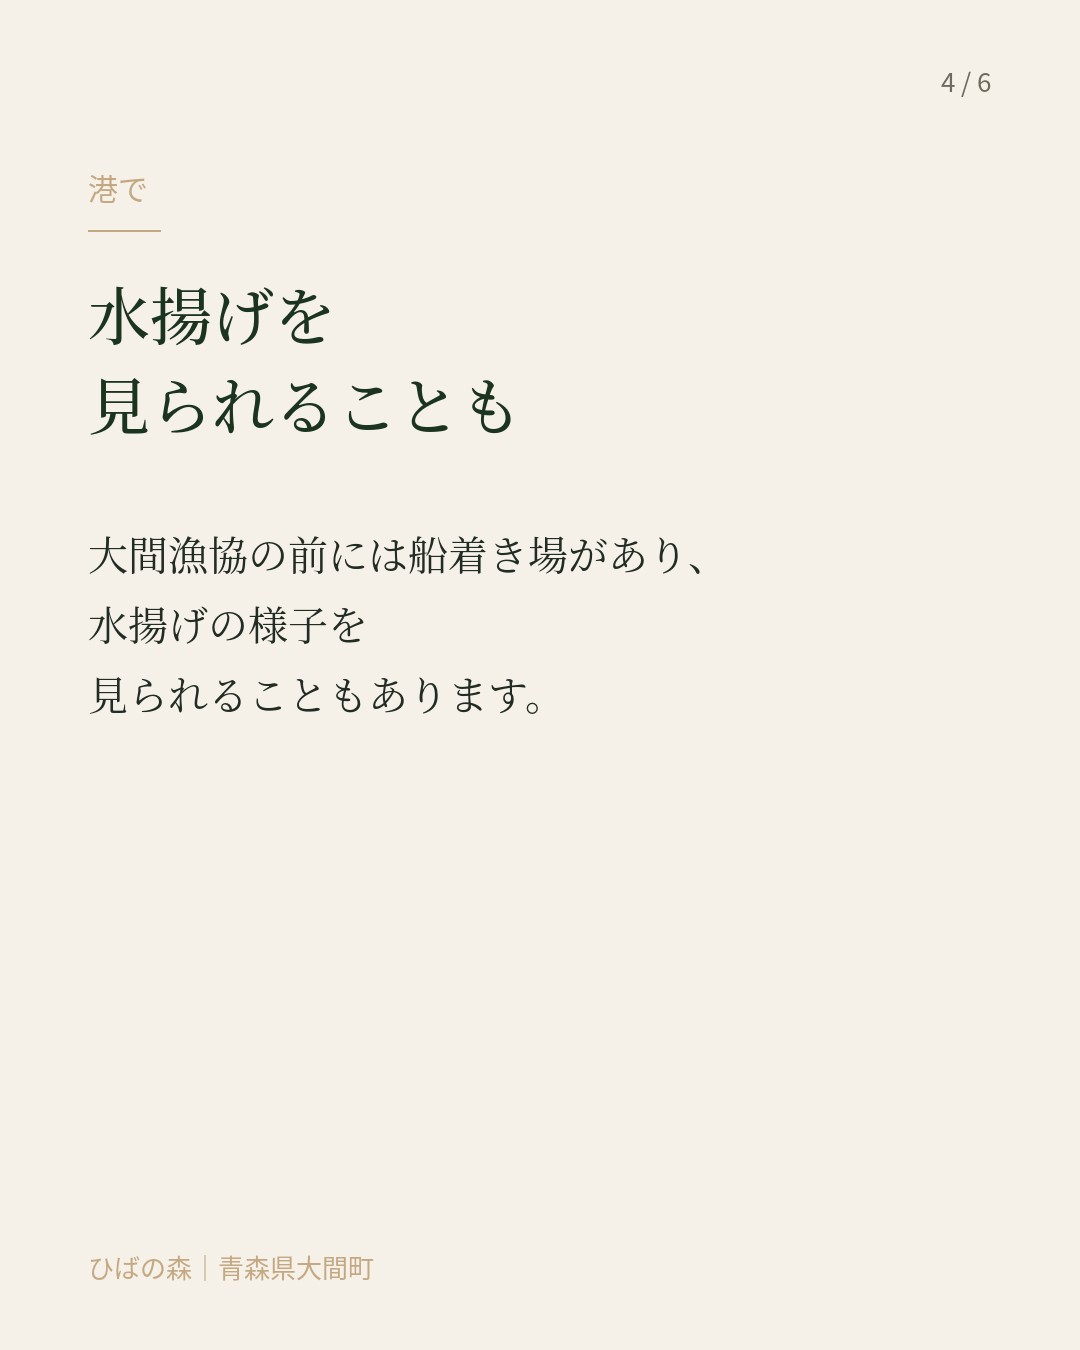 4 / 6
港で
水揚げを
見られることも
大間漁協の前には船着き場があり、
水揚げの様子を
見られることもあります。
ひばの森｜青森県大間町